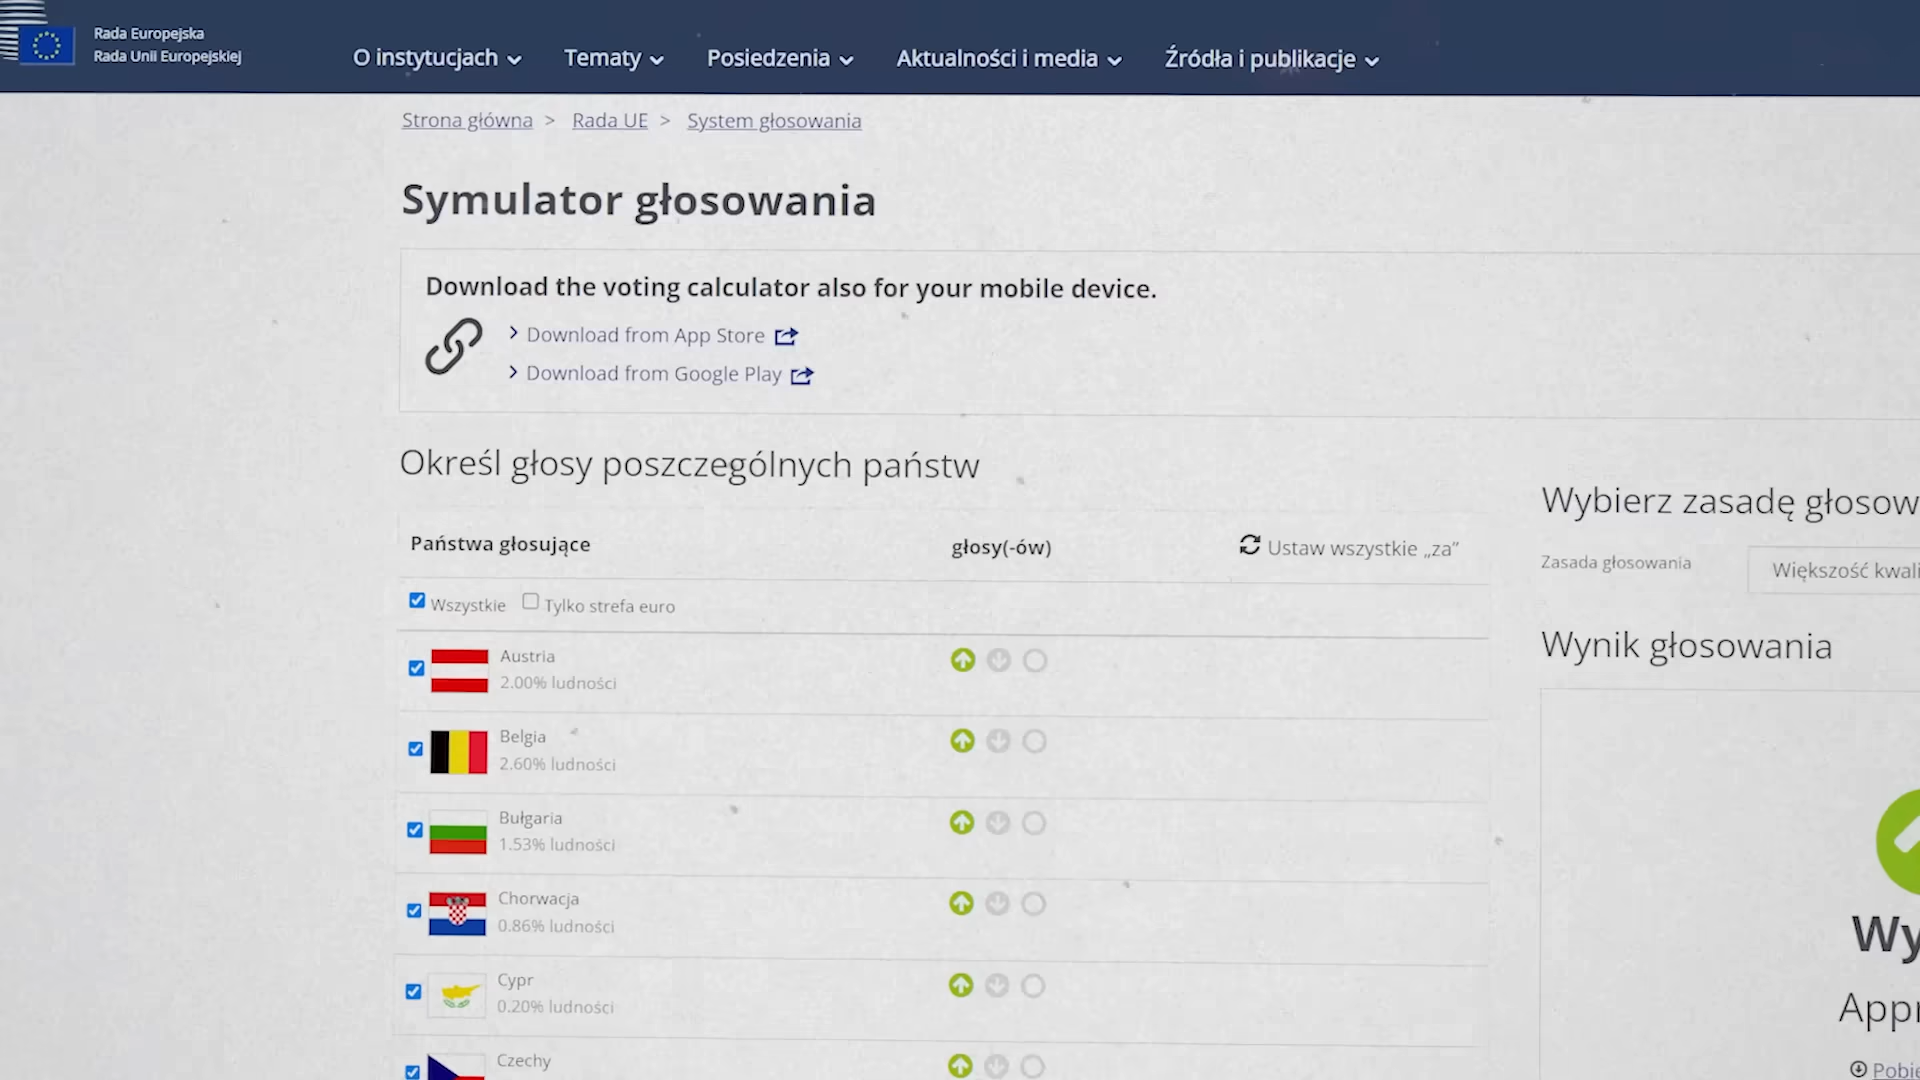 Rada Europejska
Rada Unii Europejskiej
O instytucjach
Tematy
Posiedzenia
Aktualności i media
Źródła i publikacje
Strona główna > Rada UE > System głosowania
Symulator głosowania
Download the voting calculator also for your mobile device.
Download from App Store
Download from Google Play
Określ głosy poszczególnych państw
Państwa głosujące
głosy(-ów)
Ustaw wszystkie „za”
Wszystkie
Tylko strefa euro
Austria
2.00% ludności
Belgia
2.60% ludności
Bułgaria
1.53% ludności
Chorwacja
0.86% ludności
Cypr
0.20% ludności
Czechy
Wybierz zasadę głosow
Zasada głosowania
Większość kwali
Wynik głosowania
Wy
App
Pobie